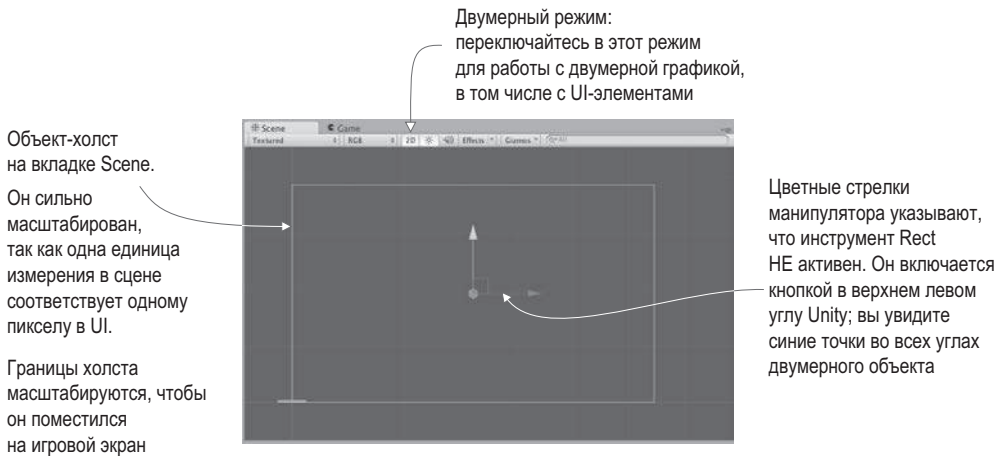 Двумерный режим:
переключайтесь в этот режим
для работы с двумерной графикой,
в том числе с UI-элементами
Объект-холст
на вкладке Scene.
Он сильно
масштабирован,
так как одна единица
измерения в сцене
соответствует одному
пикселу в UI.
Границы холста
масштабируются, чтобы
он поместился
на игровой экран
Scene Game
Textured RGB 2D Effects Gizmos
Цветные стрелки
манипулятора указывают,
что инструмент Rect
НЕ активен. Он включается
кнопкой в верхнем левом
углу Unity; вы увидите
синие точки во всех углах
двумерного объекта